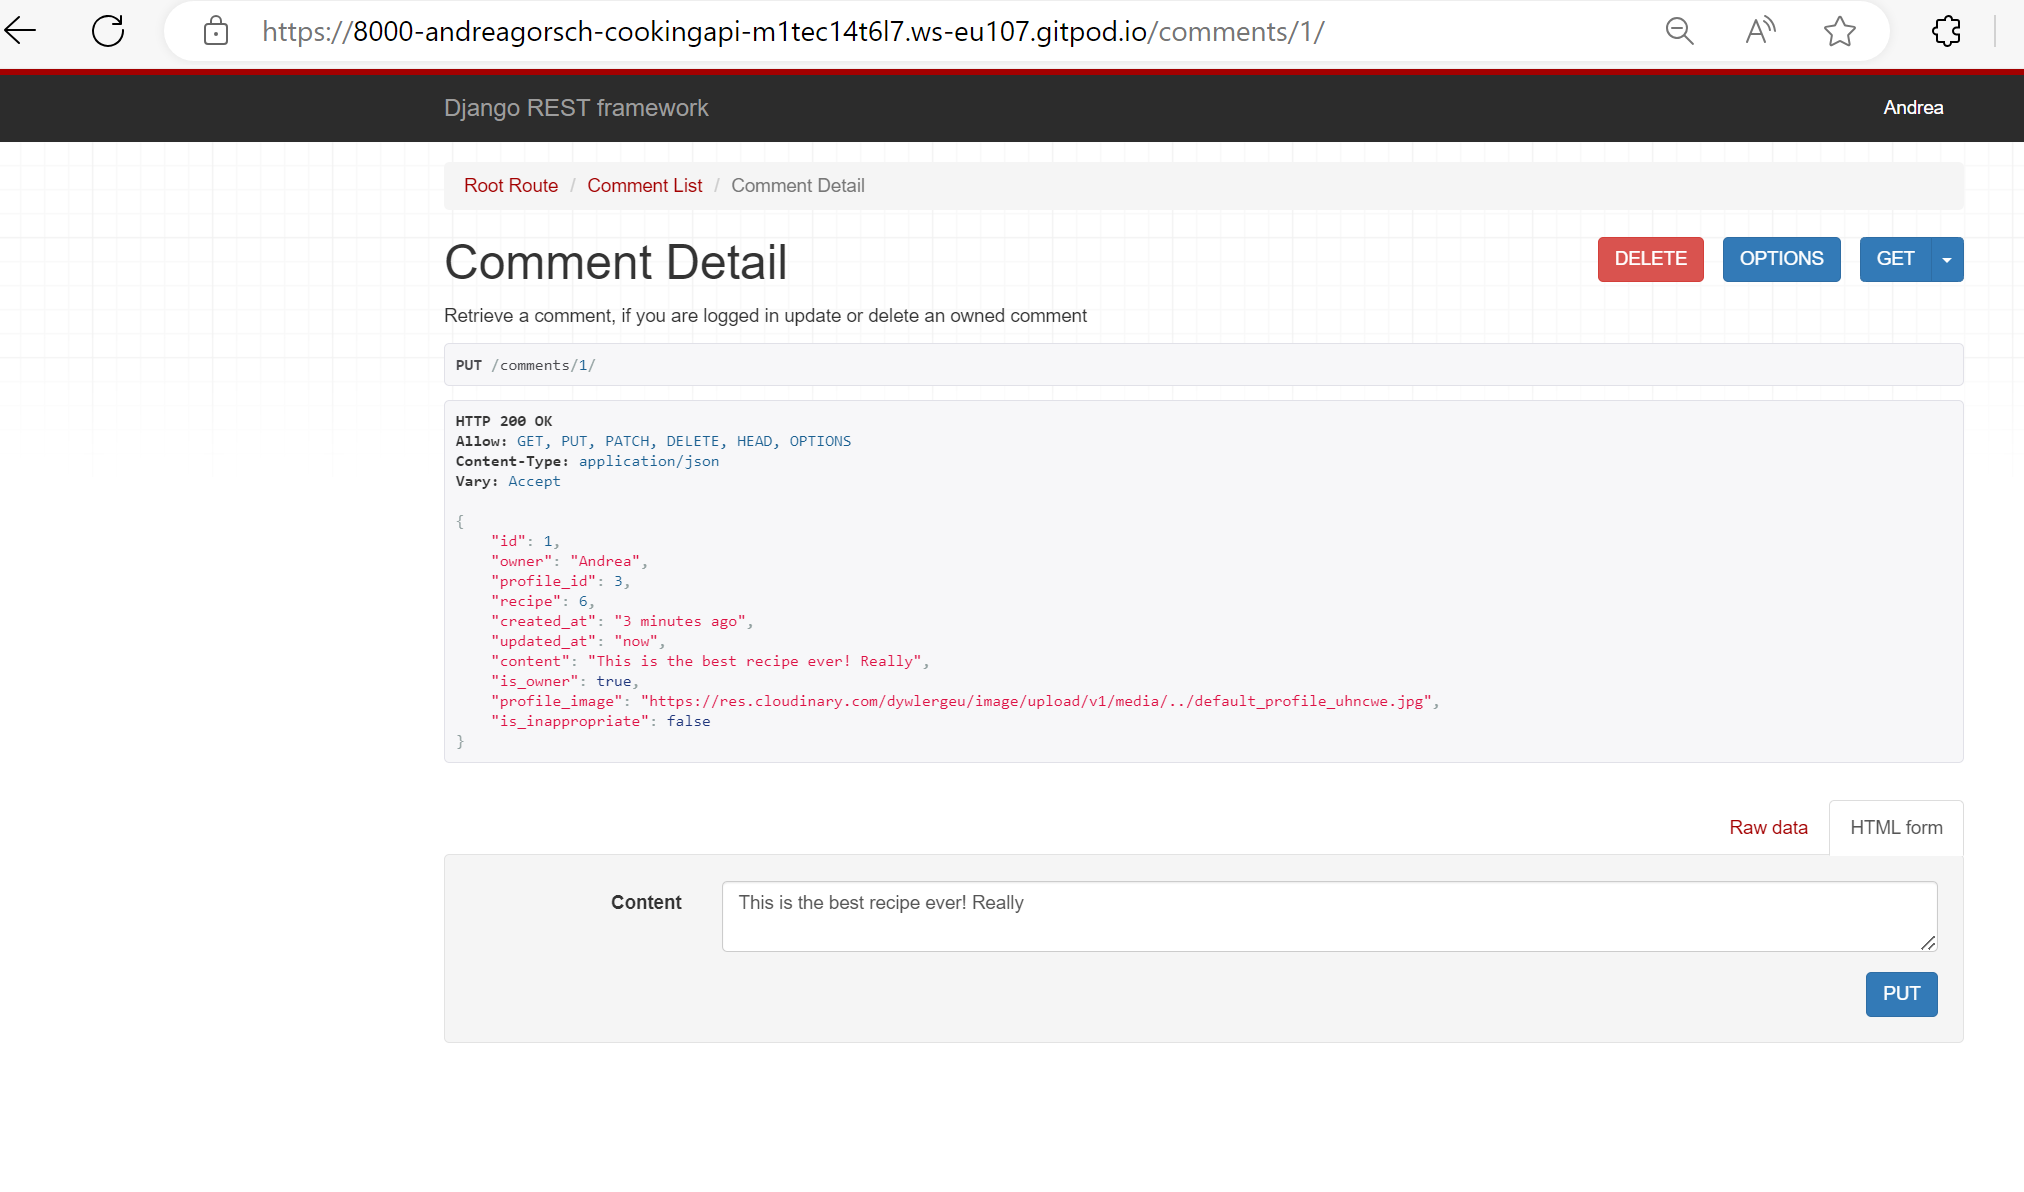 https://8000-andreagorsch-cookingapi-m1tec14t6l7.ws-eu107.gitpod.io/comments/1/
Django REST framework
Andrea
Root Route / Comment List / Comment Detail
Comment Detail
DELETE
OPTIONS
GET
Retrieve a comment, if you are logged in update or delete an owned comment
PUT /comments/1/
HTTP 200 OK
Allow: GET, PUT, PATCH, DELETE, HEAD, OPTIONS
Content-Type: application/json
Vary: Accept
{
    "id": 1,
    "owner": "Andrea",
    "profile_id": 3,
    "recipe": 6,
    "created_at": "3 minutes ago",
    "updated_at": "now",
    "content": "This is the best recipe ever! Really",
    "is_owner": true,
    "profile_image": "https://res.cloudinary.com/dywlergeu/image/upload/v1/media/../default_profile_uhncwe.jpg",
    "is_inappropriate": false
}
Raw data
HTML form
Content
This is the best recipe ever! Really
PUT